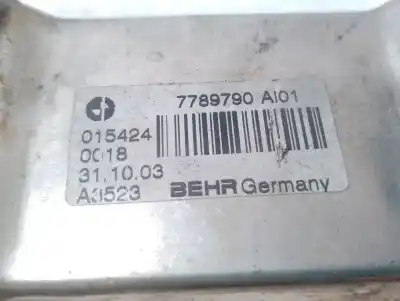 7789790 AI01
015424
0018
31.10.03
A3523 BEHR Germany